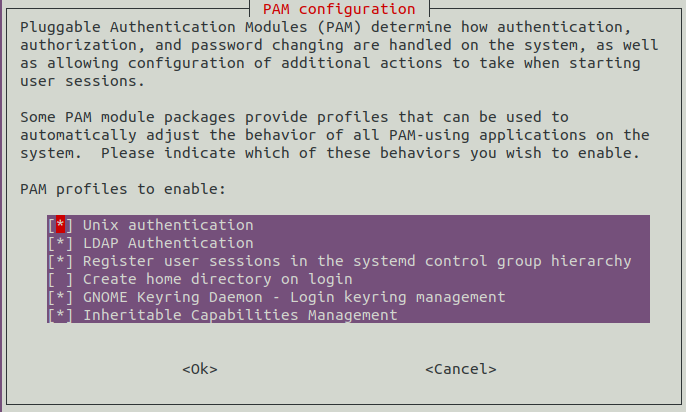 PAM configuration
Pluggable Authentication Modules (PAM) determine how authentication,
authorization, and password changing are handled on the system, as well
as allowing configuration of additional actions to take when starting
user sessions.
Some PAM module packages provide profiles that can be used to
automatically adjust the behavior of all PAM-using applications on the
system.  Please indicate which of these behaviors you wish to enable.
PAM profiles to enable:
[*] Unix authentication
[*] LDAP Authentication
[*] Register user sessions in the systemd control group hierarchy
[ ] Create home directory on login
[*] GNOME Keyring Daemon - Login keyring management
[*] Inheritable Capabilities Management
<Ok> <Cancel>